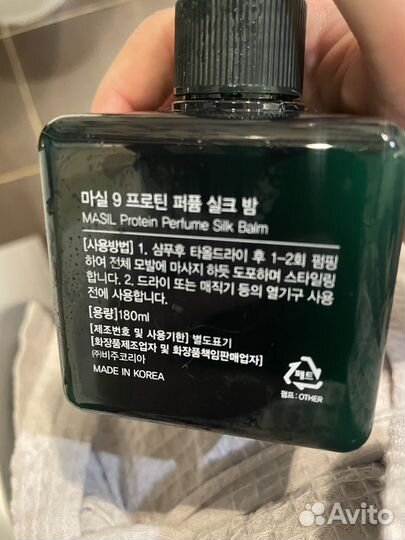 마실 9 프로틴 퍼퓸 실크 밤
MASIL Protein Perfume Silk Balm
[사용방법] 1. 샴푸후 타올드라이 후 1-2회 펌핑
하여 전체 모발에 마사지 하듯 도포하며 스타일링
합니다. 2. 드라이 또는 매직기 등의 열기구 사용
전에 사용합니다.
[용량]180ml
[제조번호 및 사용기한] 별도표기
[화장품제조업자 및 화장품책임판매업자]
㈜비주코리아
MADE IN KOREA
페트
펌프 : OTHER
Avito